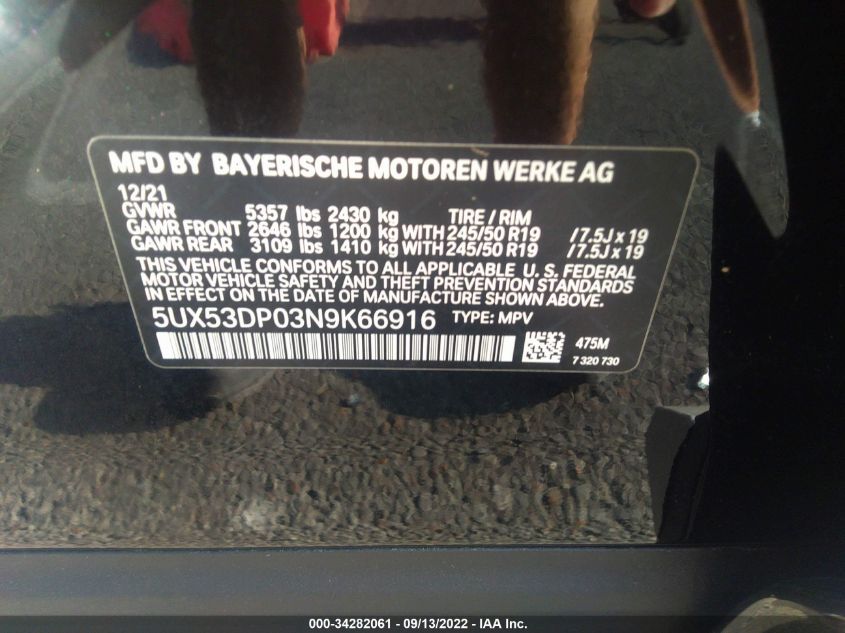 MFD BY BAYERISCHE MOTOREN WERKE AG
12/21
GVWR 5357 lbs 2430 kg TIRE / RIM
GAWR FRONT 2646 lbs 1200 kg WITH 245/50 R19 /7.5J x 19
GAWR REAR 3109 lbs 1410 kg WITH 245/50 R19 /7.5J x 19
THIS VEHICLE CONFORMS TO ALL APPLICABLE U. S. FEDERAL
MOTOR VEHICLE SAFETY AND THEFT PREVENTION STANDARDS
IN EFFECT ON THE DATE OF MANUFACTURE SHOWN ABOVE.
5UX53DP03N9K66916 TYPE: MPV
475M
7 320 730
000-34282061 - 09/13/2022 - IAA Inc.